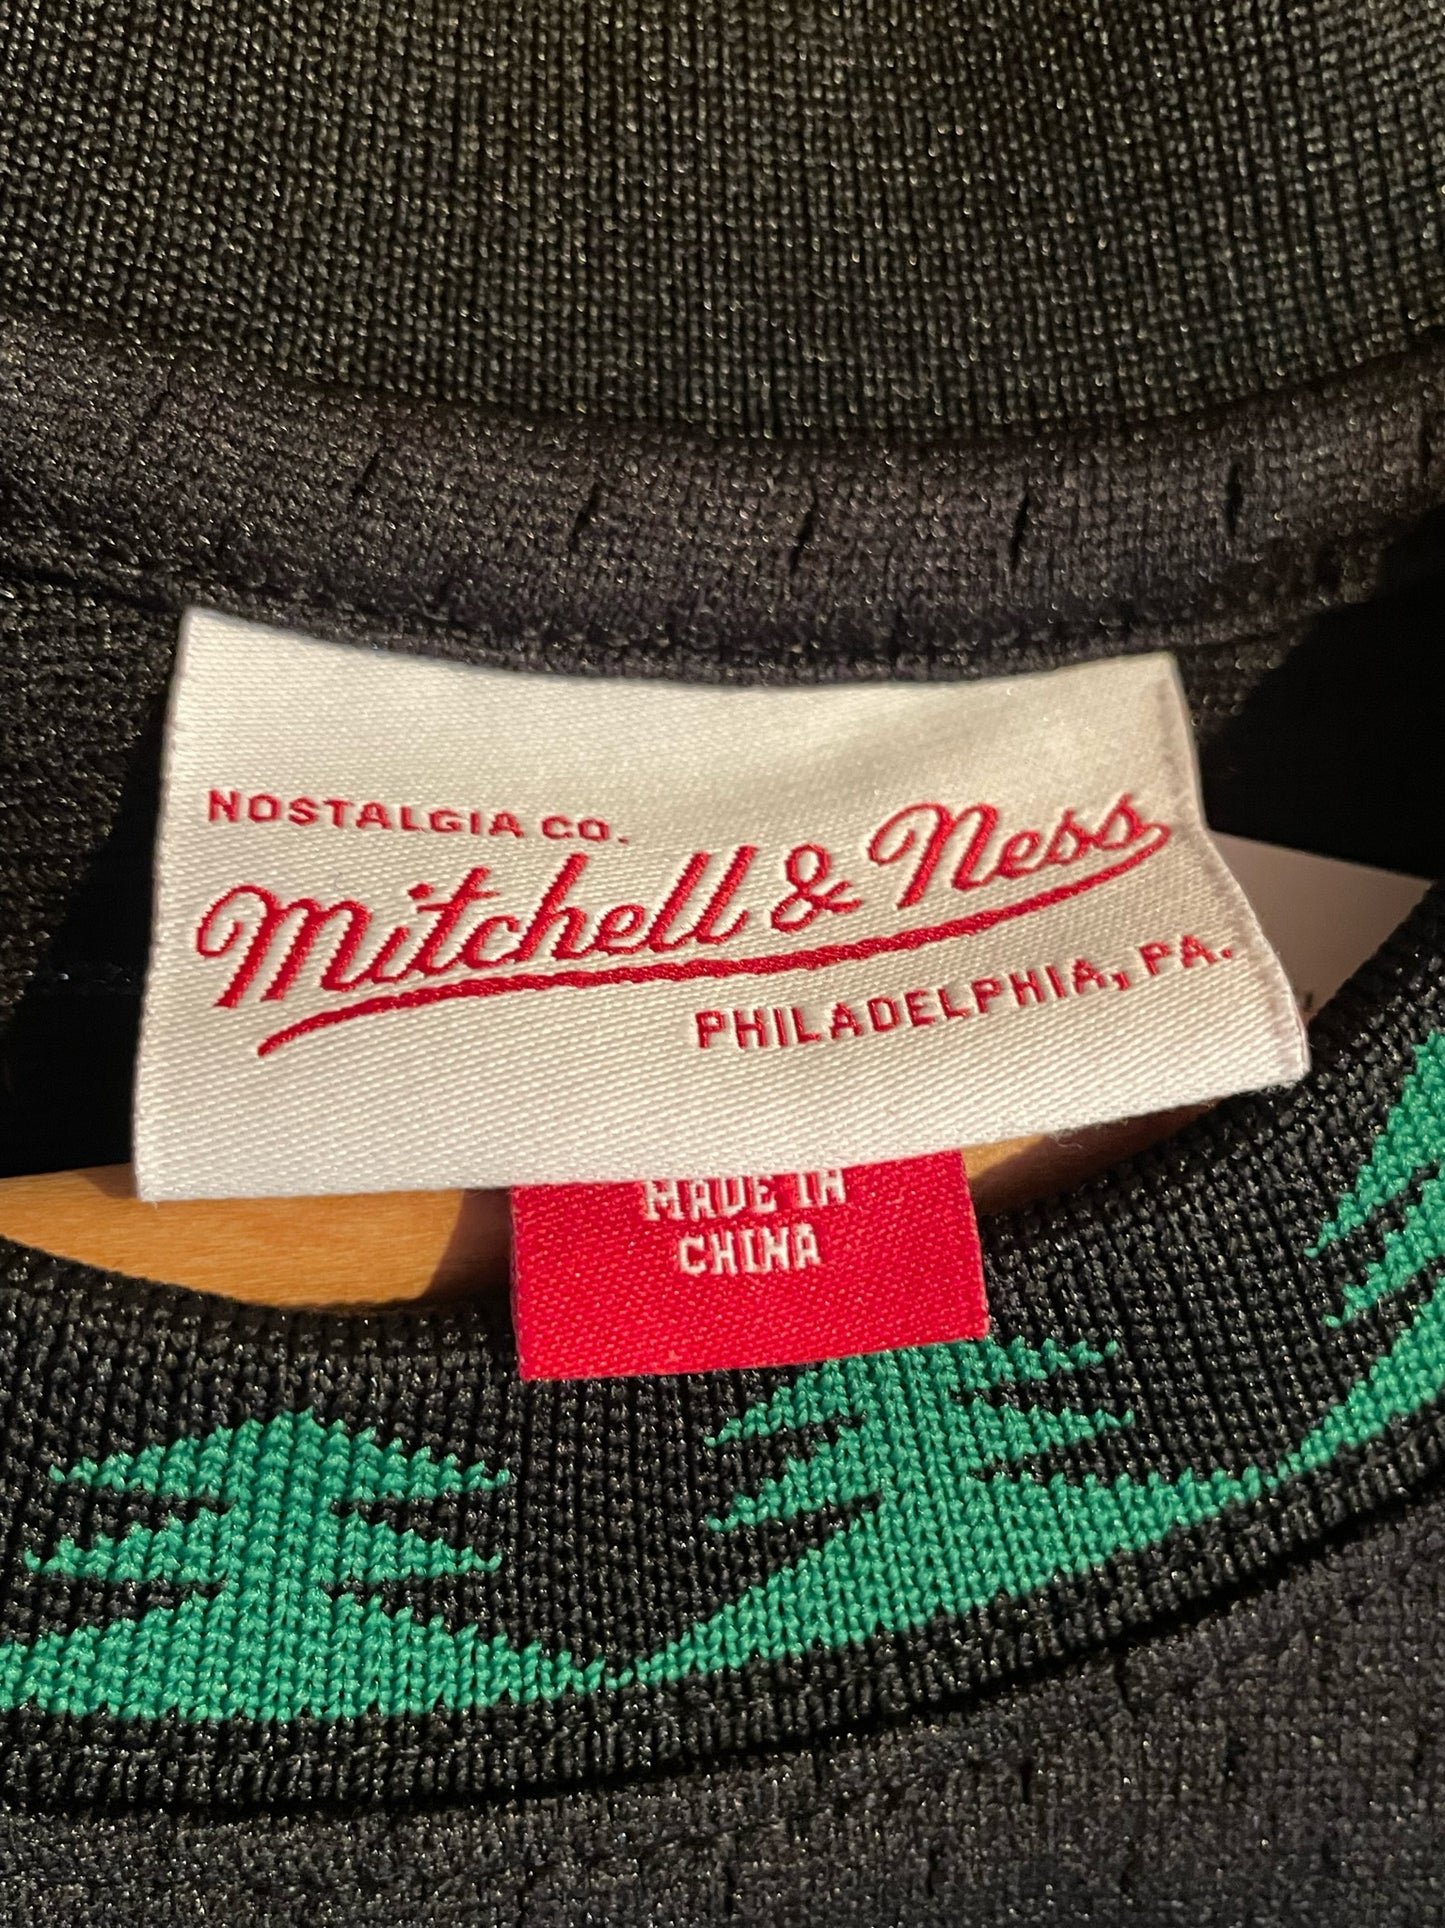 NOSTALGIA CO.
Mitchell & Ness
PHILADELPHIA, PA.
MADE IN
CHINA